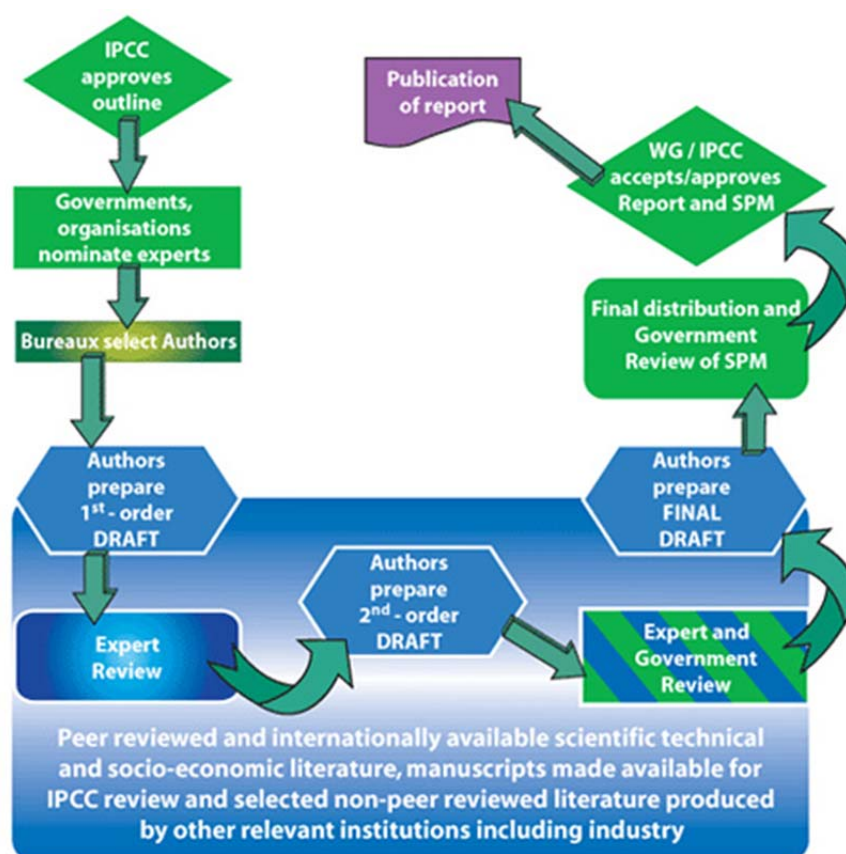 IPCC
approves
outline
Governments,
organisations
nominate experts
Bureaux select Authors
Authors
prepare
1st - order
DRAFT
Expert
Review
Authors
prepare
2nd - order
DRAFT
Expert and
Government
Review
Authors
prepare
FINAL
DRAFT
Final distribution and
Government
Review of SPM
WG / IPCC
accepts/approves
Report and SPM
Publication
of report
Peer reviewed and internationally available scientific technical
and socio-economic literature, manuscripts made available for
IPCC review and selected non-peer reviewed literature produced
by other relevant institutions including industry